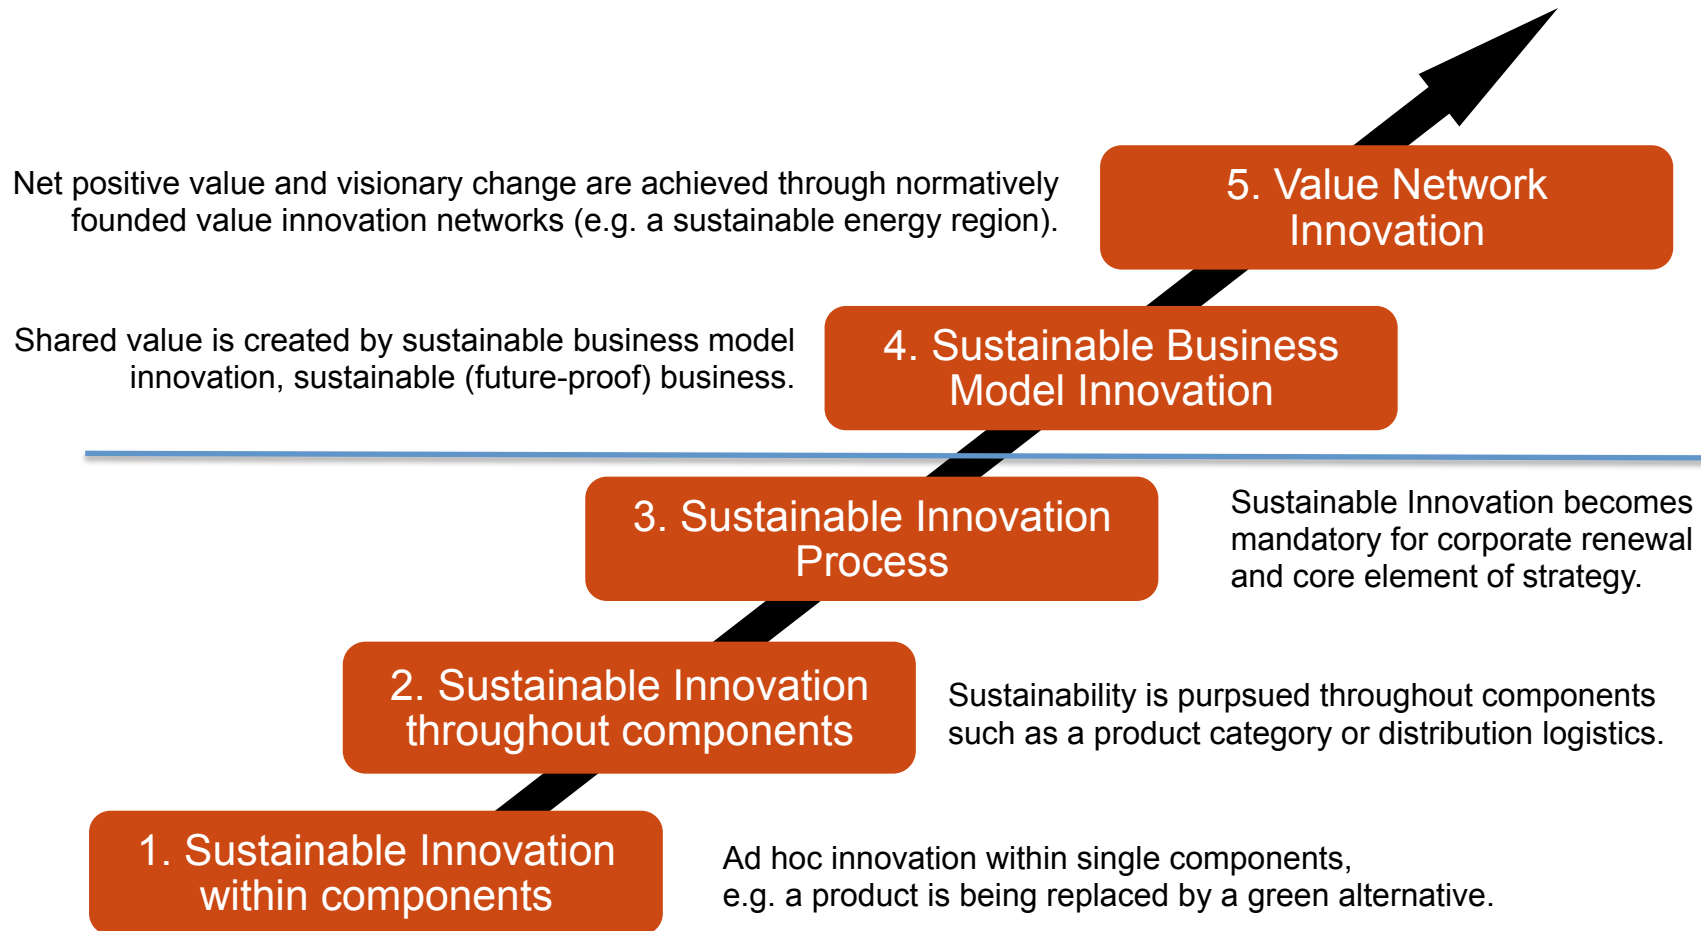 Net positive value and visionary change are achieved through normatively
founded value innovation networks (e.g. a sustainable energy region).
5. Value Network
Innovation
Shared value is created by sustainable business model
innovation, sustainable (future-proof) business.
4. Sustainable Business
Model Innovation
3. Sustainable Innovation
Process
Sustainable Innovation becomes
mandatory for corporate renewal
and core element of strategy.
2. Sustainable Innovation
throughout components
Sustainability is purpsued throughout components
such as a product category or distribution logistics.
1. Sustainable Innovation
within components
Ad hoc innovation within single components,
e.g. a product is being replaced by a green alternative.